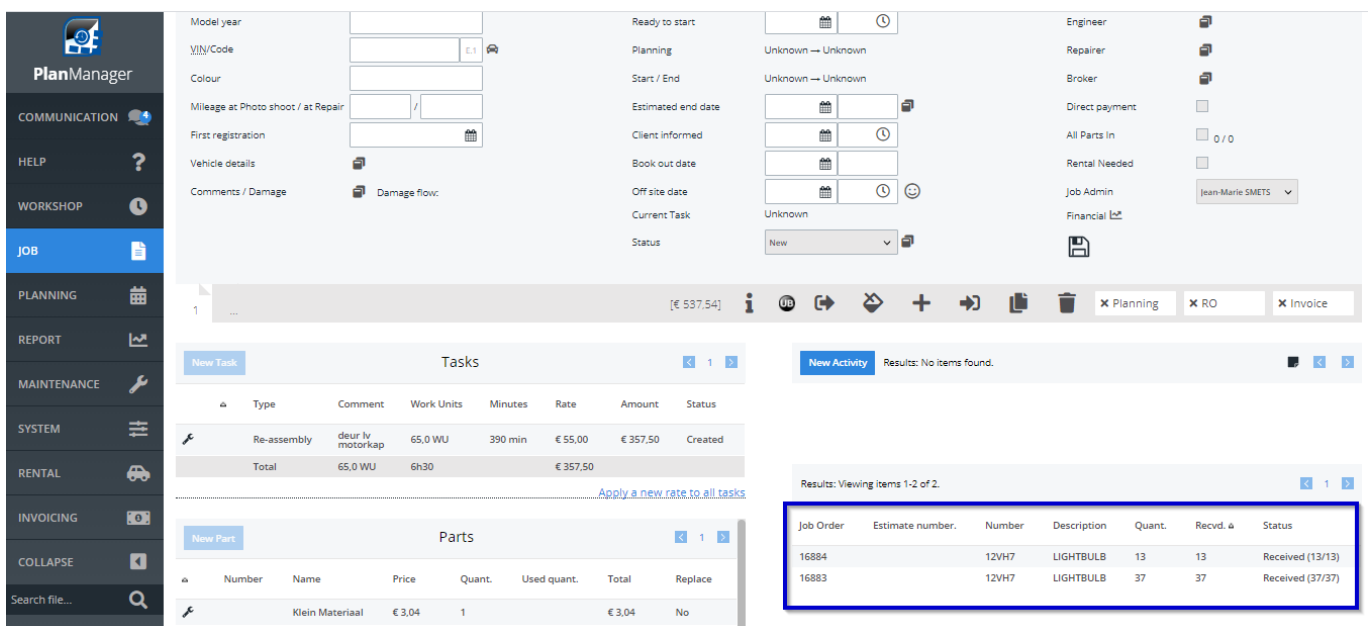 PlanManager
COMMUNICATION 4
HELP ?
WORKSHOP
JOB
PLANNING
REPORT
MAINTENANCE
SYSTEM
RENTAL
INVOICING
COLLAPSE
Search file...
Model year
VIN/Code E.1
Colour
Mileage at Photo shoot / at Repair /
First registration
Vehicle details
Comments / Damage Damage flow:
Ready to start
Planning Unknown → Unknown
Start / End Unknown → Unknown
Estimated end date
Client informed
Book out date
Off site date
Current Task Unknown
Status New
Engineer
Repairer
Broker
Direct payment
All Parts In 0 / 0
Rental Needed
Job Admin Jean-Marie SMETS
Financial
1 ... [€ 537,54] i UB × Planning × RO × Invoice
New Task Tasks < 1 >
Type Comment Work Units Minutes Rate Amount Status
Re-assembly deur lv motorkap 65,0 WU 390 min € 55,00 € 357,50 Created
Total 65,0 WU 6h30 € 357,50
Apply a new rate to all tasks
New Part Parts < 1 >
Number Name Price Quant. Used quant. Total Replace
Klein Materiaal € 3,04 1 € 3,04 No
New Activity Results: No items found. < >
Results: Viewing items 1-2 of 2. < 1 >
Job Order Estimate number. Number Description Quant. Recvd. Status
16884 12VH7 LIGHTBULB 13 13 Received (13/13)
16883 12VH7 LIGHTBULB 37 37 Received (37/37)